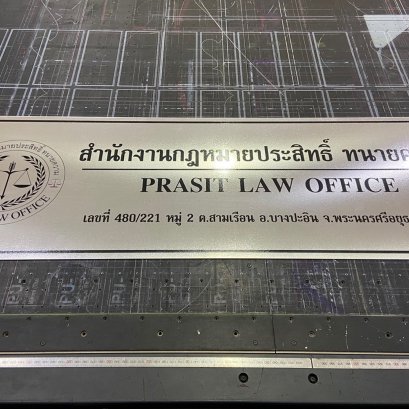 สำนักงานกฎหมายประสิทธิ์ ทนายค
PRASIT LAW OFFICE
เลขที่ 480/221 หมู่ 2 ต.สามเรือน อ.บางปะอิน จ.พระนครศรีอยุธ
LAW OFFICE